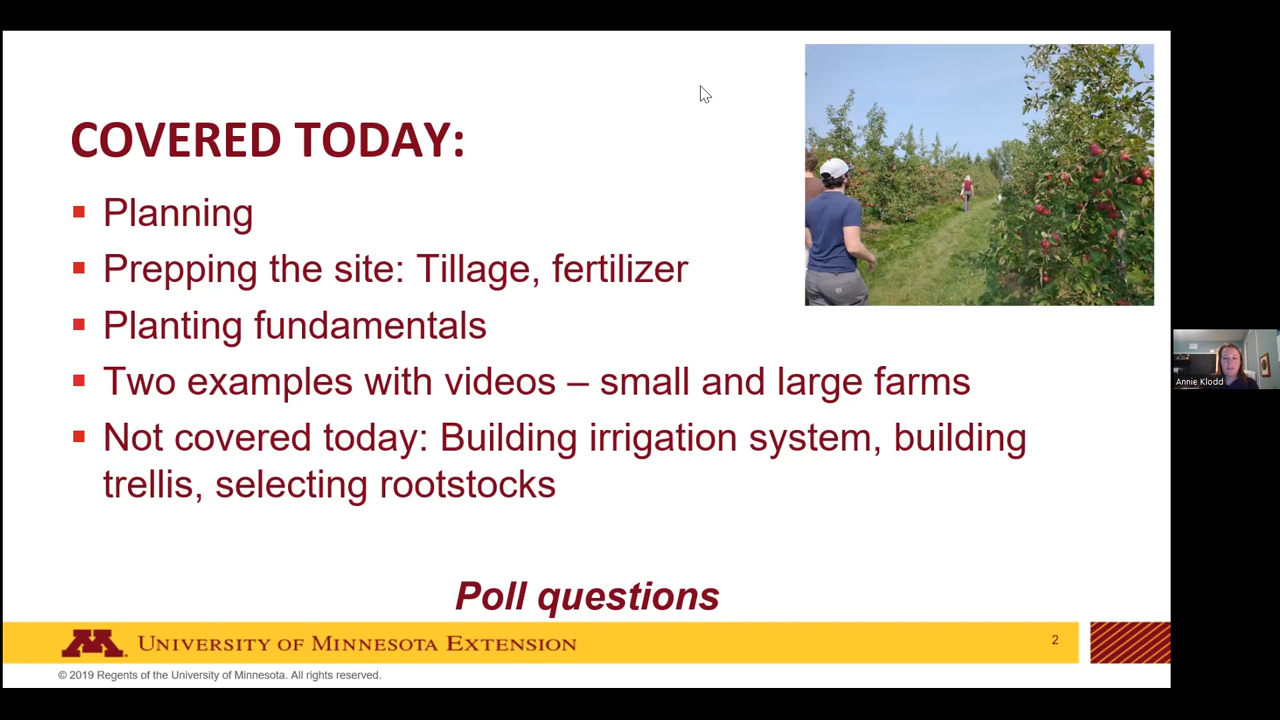 COVERED TODAY:
Planning
Prepping the site: Tillage, fertilizer
Planting fundamentals
Two examples with videos – small and large farms
Not covered today: Building irrigation system, building
trellis, selecting rootstocks
Annie Klodd
Poll questions
M UNIVERSITY OF MINNESOTA EXTENSION
2
© 2019 Regents of the University of Minnesota. All rights reserved.